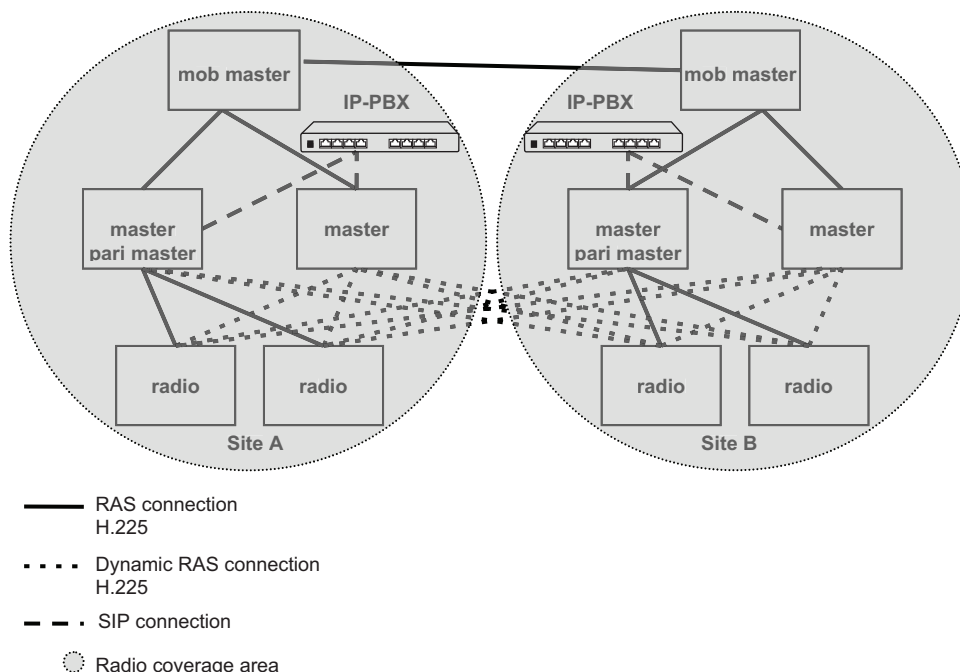 mob master
mob master
IP-PBX
IP-PBX
master
pari master
master
master
pari master
master
radio
radio
radio
radio
Site A
Site B
RAS connection
H.225
Dynamic RAS connection
H.225
SIP connection
Radio coverage area